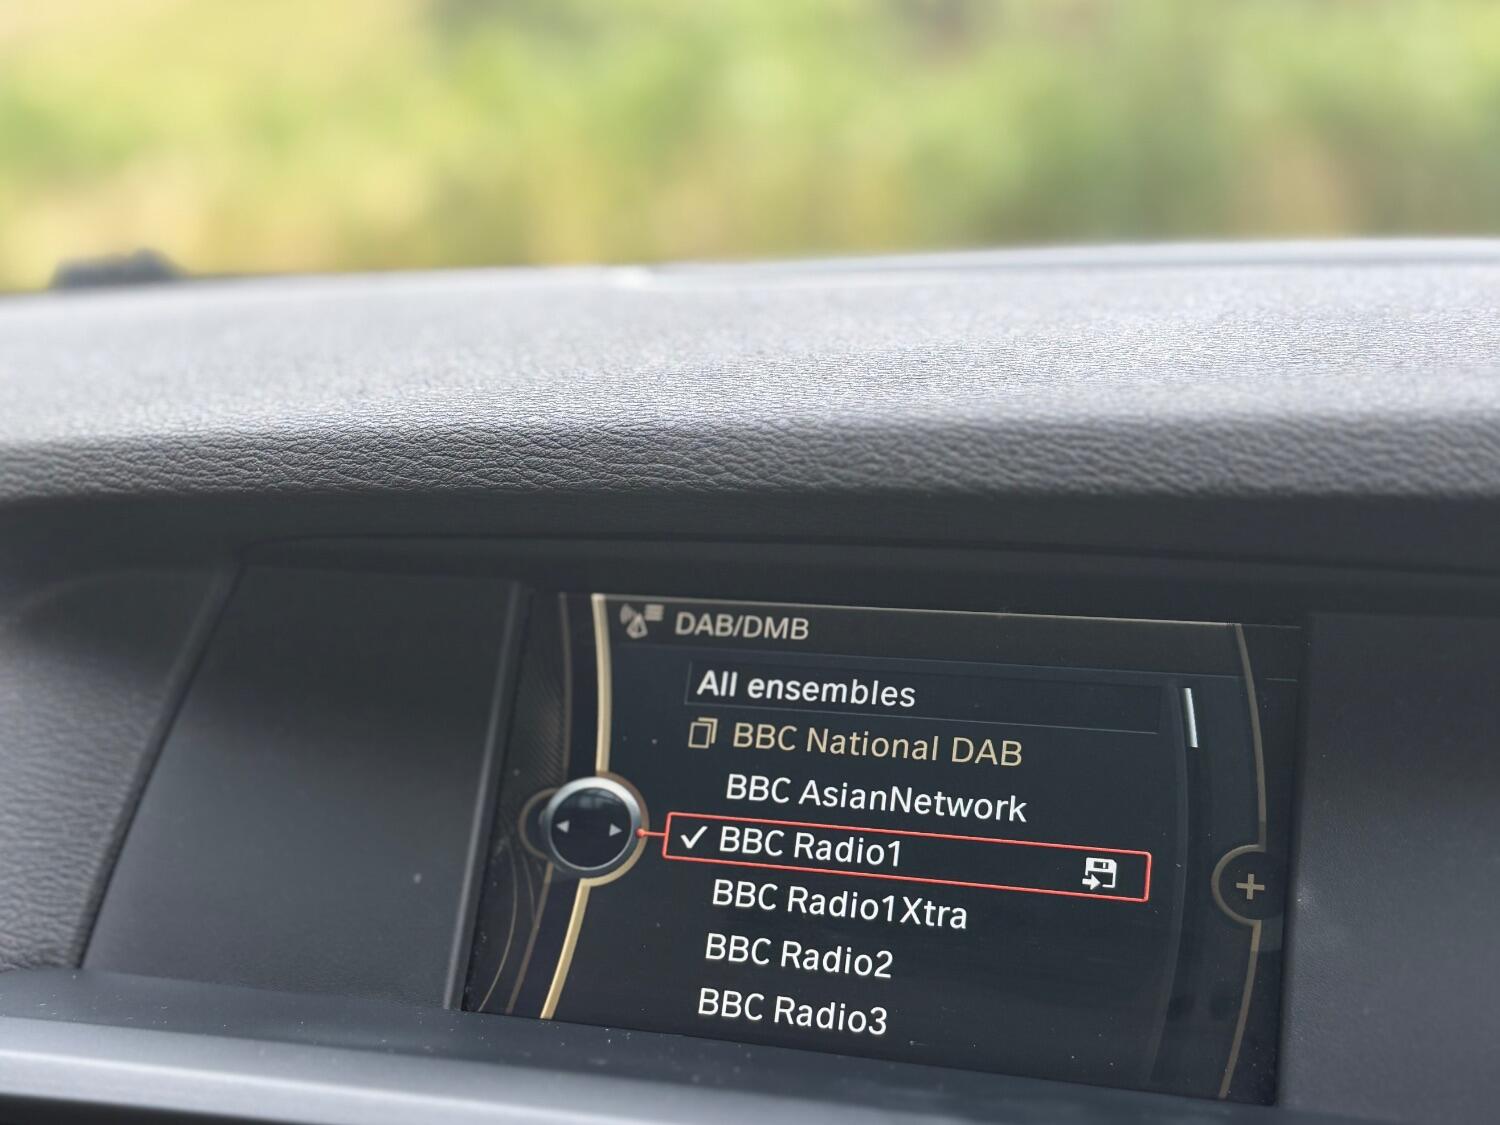 DAB/DMB
All ensembles
BBC National DAB
BBC AsianNetwork
BBC Radio1
BBC Radio1Xtra
BBC Radio2
BBC Radio3